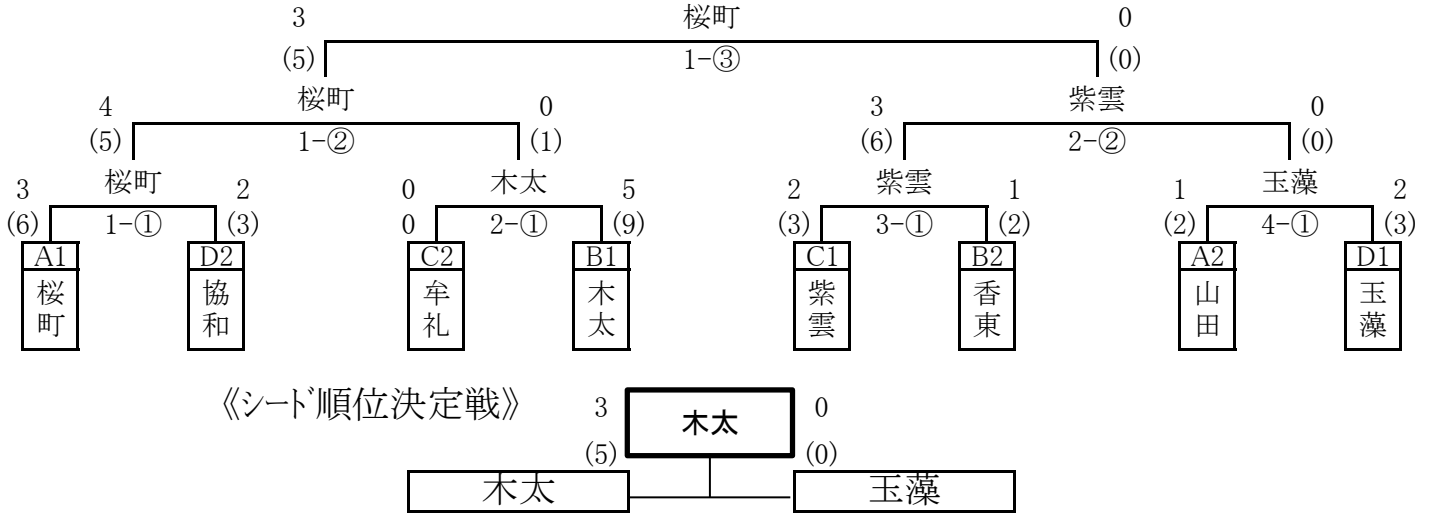 3 桜町 0
(5) 1-③ (0)
4 桜町 0 3 紫雲 0
(5) 1-② (1) (6) 2-② (0)
3 桜町 2 0 木太 5 2 紫雲 1 1 玉藻 2
(6) 1-① (3) 0 2-① (9) (3) 3-① (2) (2) 4-① (3)
A1 D2 C2 B1 C1 B2 A2 D1
桜町 協和 牟礼 木太 紫雲 香東 山田 玉藻
《シード順位決定戦》 3 木太 0
(5) (0)
木太 玉藻